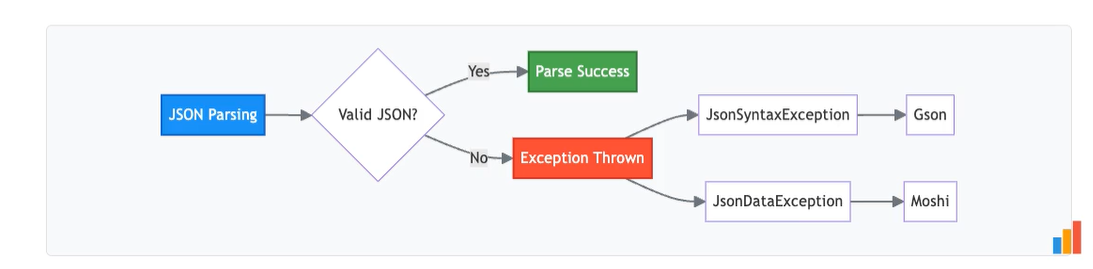 JSON Parsing
Valid JSON?
Yes
Parse Success
No
Exception Thrown
JsonSyntaxException
Gson
JsonDataException
Moshi